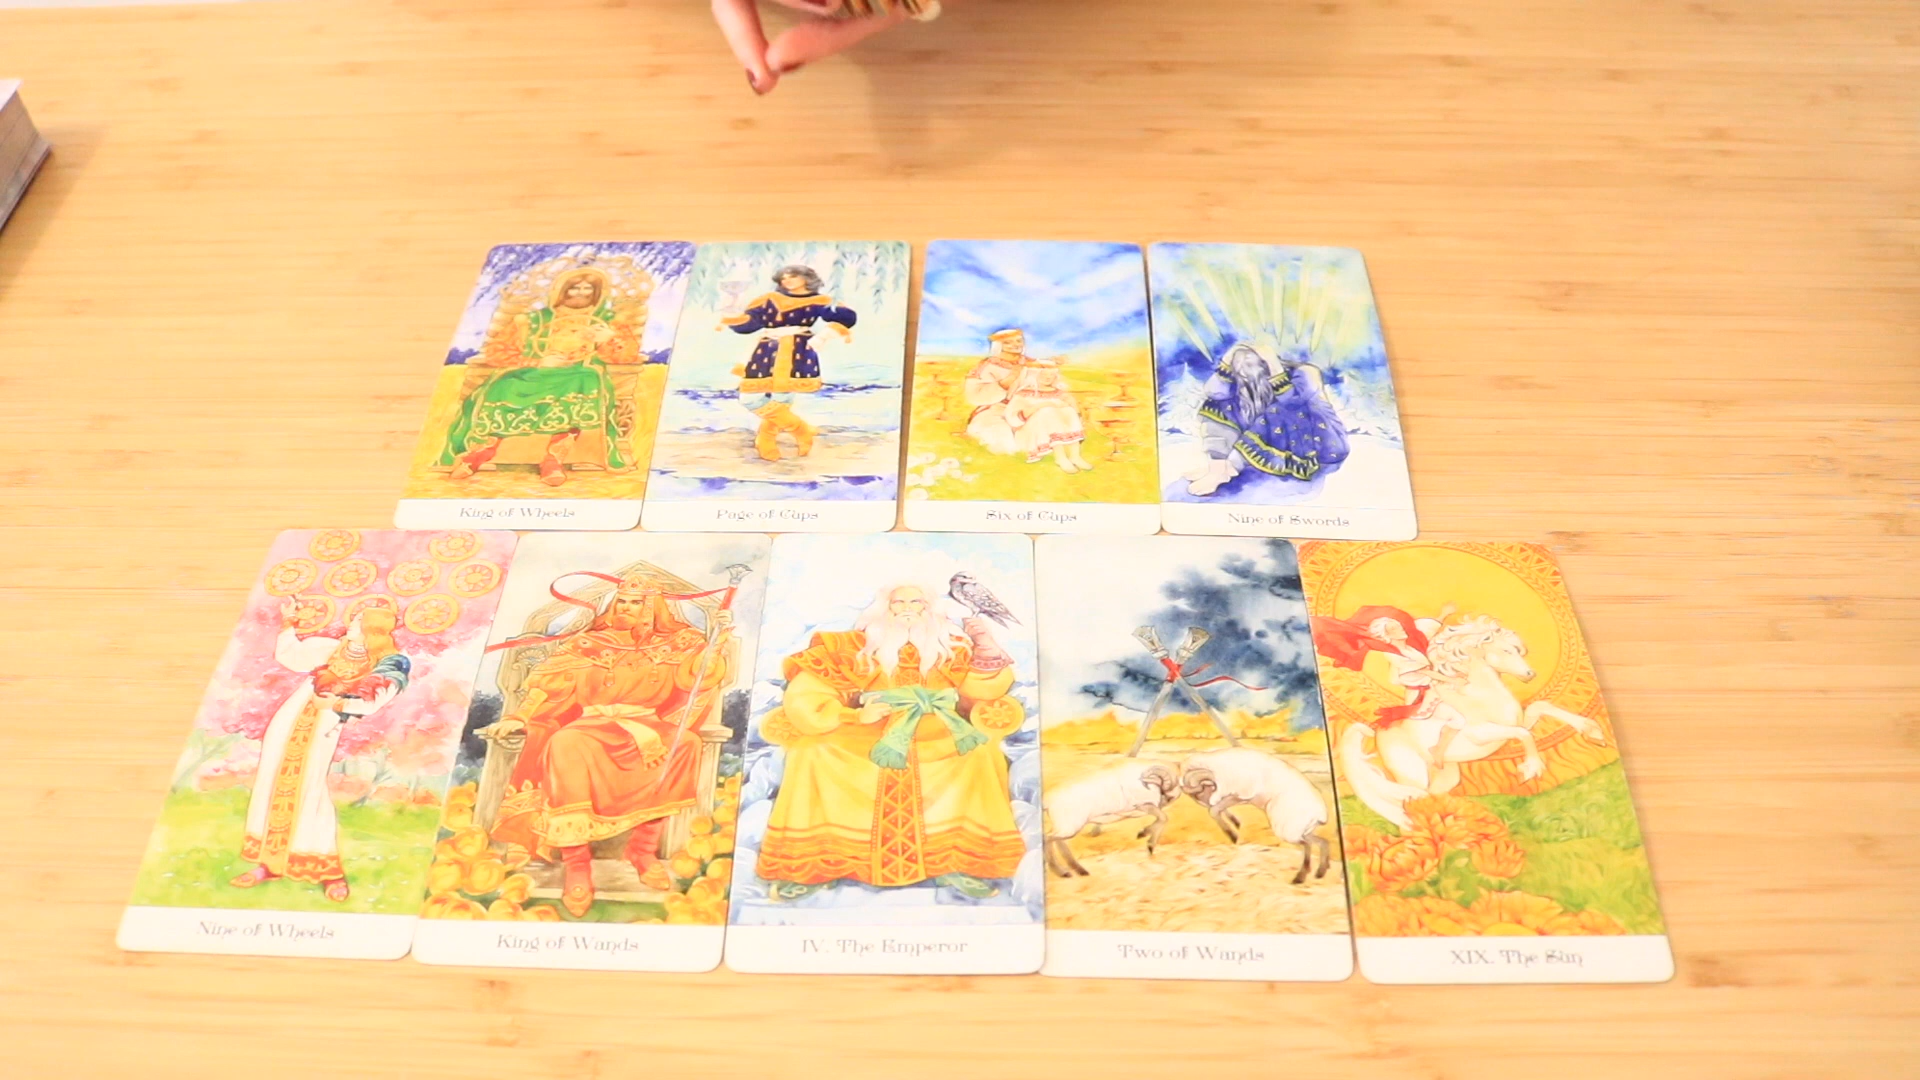 King of Wheels
Page of Cups
Six of Cups
Nine of Swords
Nine of Wheels
King of Wands
IV. The Emperor
Two of Wands
XIX. The Sun